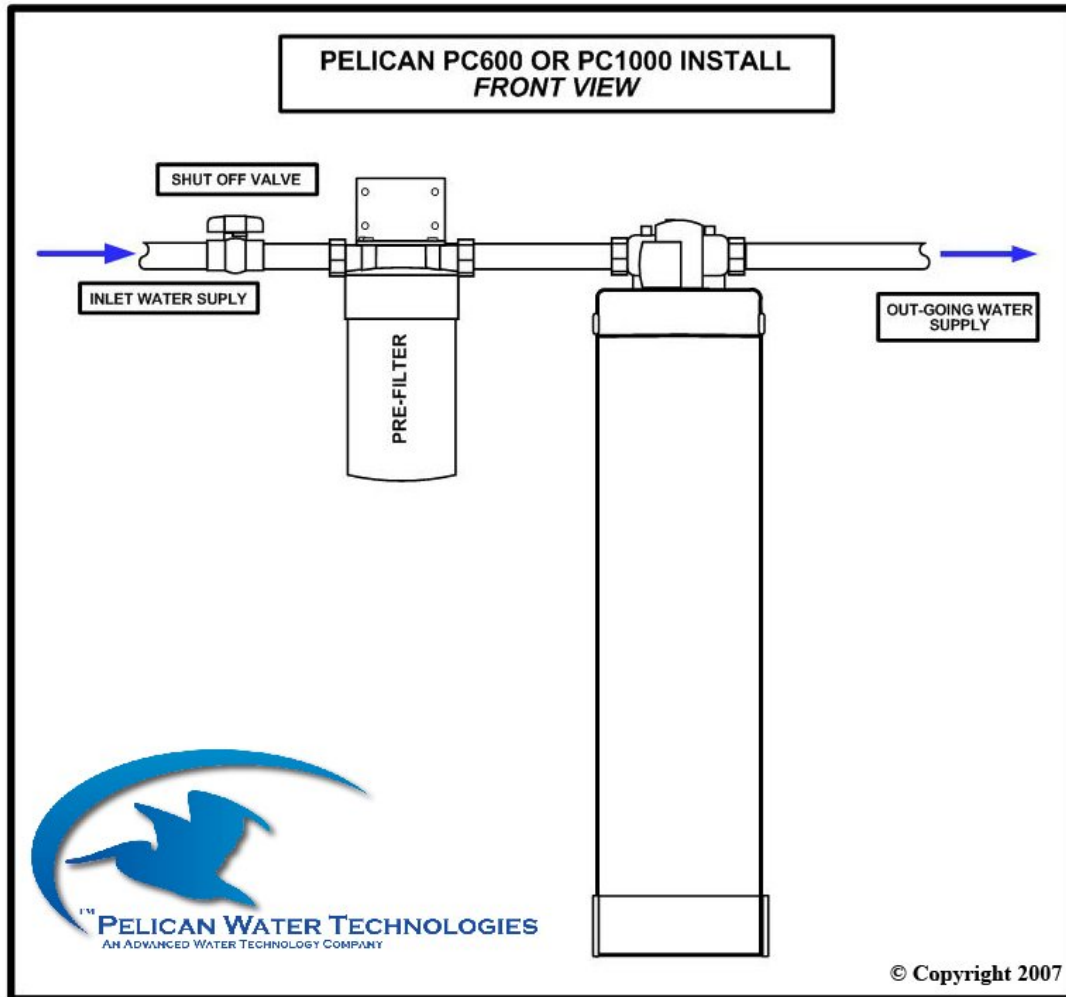 PELICAN PC600 OR PC1000 INSTALL
FRONT VIEW
SHUT OFF VALVE
INLET WATER SUPLY
PRE-FILTER
OUT-GOING WATER
SUPPLY
™ PELICAN WATER TECHNOLOGIES
AN ADVANCED WATER TECHNOLOGY COMPANY
© Copyright 2007